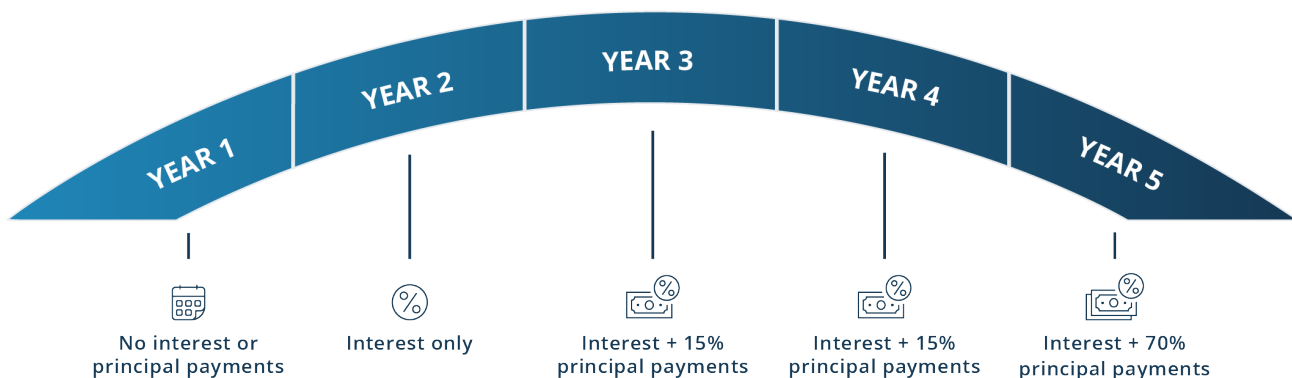 YEAR 1
YEAR 2
YEAR 3
YEAR 4
YEAR 5
No interest or
principal payments
Interest only
Interest + 15%
principal payments
Interest + 15%
principal payments
Interest + 70%
principal payments